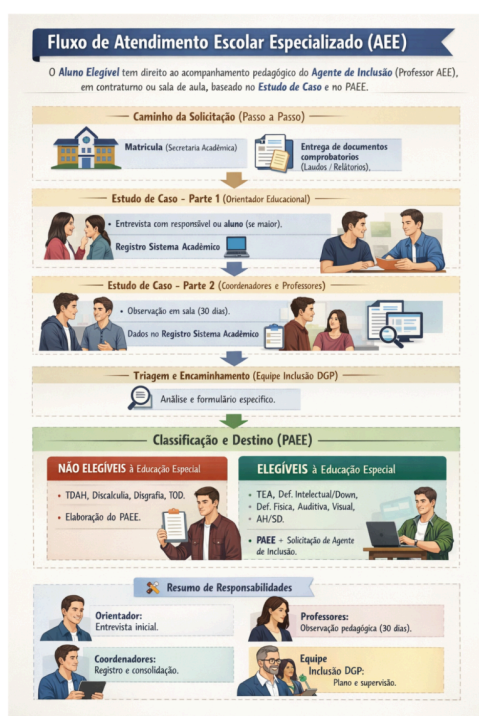 Fluxo de Atendimento Escolar Especializado (AEE)
O Aluno Elegível tem direito ao acompanhamento pedagógico do Agente de Inclusão (Professor AEE),
em contraturno ou sala de aula, baseado no Estudo de Caso e no PAEE.
Caminho da Solicitação (Passo a Passo)
Matrícula (Secretaria Acadêmica)
Entrega de documentos
comprobatorios
(Laudos / Relátorios).
Estudo de Caso - Parte 1 (Orientador Educacional)
• Entrevista com responsível ou aluno (se maior).
Registro Sistema Acadêmico
Estudo de Caso - Parte 2 (Coordenadores e Professores)
• Observação em sala (30 dias).
Dados no Registro Sistema Acadêmico
Triagem e Encaminhamento (Equipe Inclusão DGP)
Análise e formulário especifico.
Classificação e Destino (PAEE)
NÃO ELEGÍVEIS à Educação Especial
• TDAH, Discalculia, Disgrafia, TOD.
• Elaboração do PAEE.
ELEGÍVEIS à Educação Especial
• TEA, Def. Intelectual/Down,
• Def. Física, Auditiva, Visual,
• AH/SD.
• PAEE + Solicitação de Agente
de Inclusão.
Resumo de Responsabilidades
Orientador:
Entrevista inicial.
Professores:
Observação pedagógica (30 dias).
Coordenadores:
Registro e consolidação.
Equipe
Inclusão DGP:
Plano e supervisão.